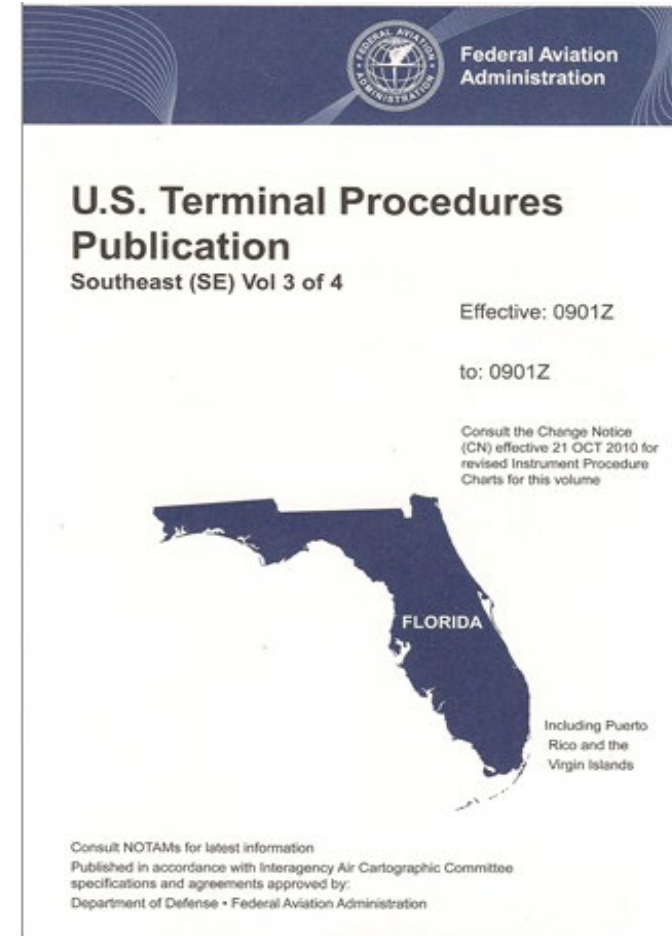 FEDERAL AVIATION
ADMINISTRATION
Federal Aviation
Administration
U.S. Terminal Procedures
Publication
Southeast (SE) Vol 3 of 4
Effective: 0901Z
to: 0901Z
Consult the Change Notice
(CN) effective 21 OCT 2010 for
revised Instrument Procedure
Charts for this volume
FLORIDA
Including Puerto
Rico and the
Virgin Islands
Consult NOTAMs for latest information
Published in accordance with Interagency Air Cartographic Committee
specifications and agreements approved by:
Department of Defense • Federal Aviation Administration